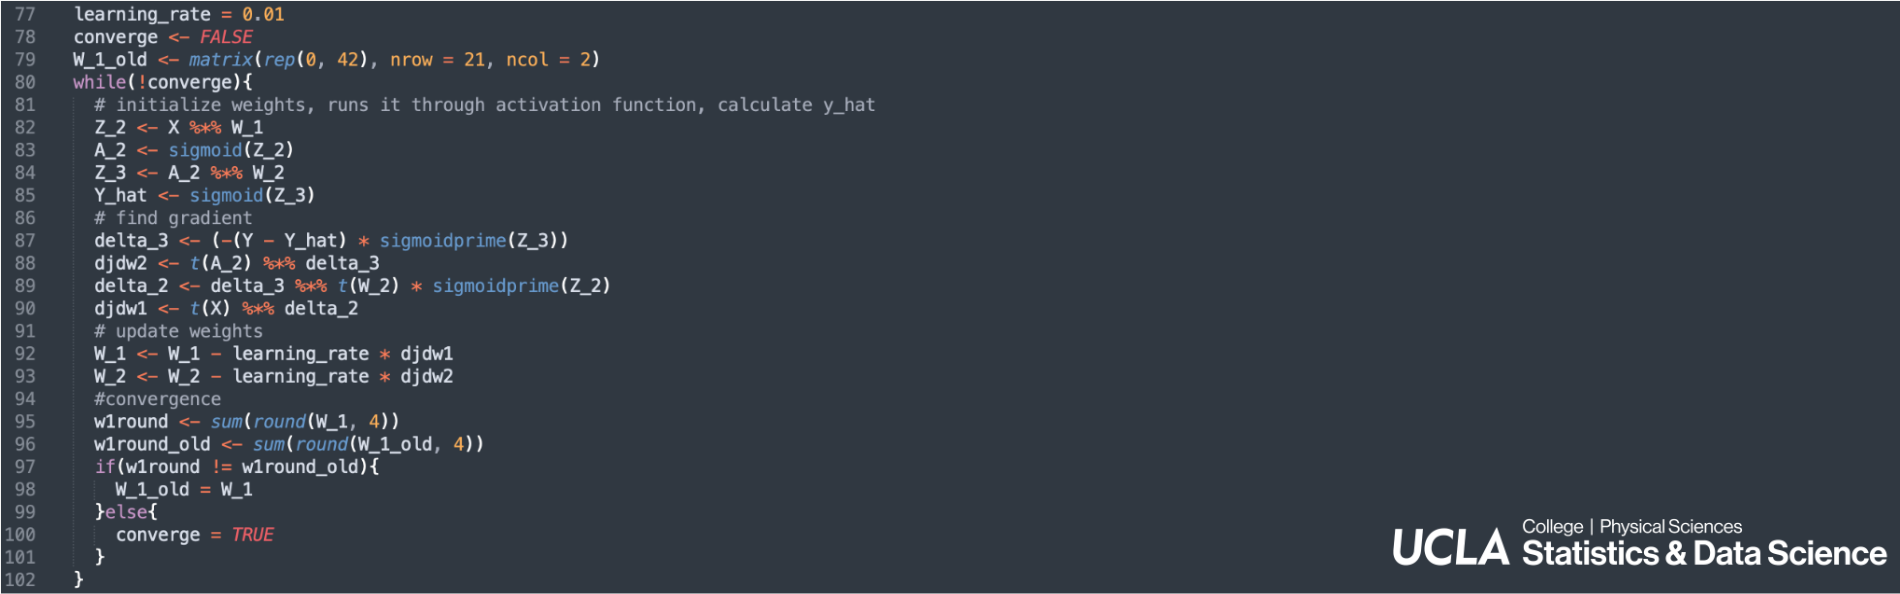 77 learning_rate = 0.01
78 converge <- FALSE
79 W_1_old <- matrix(rep(0, 42), nrow = 21, ncol = 2)
80 while(!converge){
81 # initialize weights, runs it through activation function, calculate y_hat
82 Z_2 <- X %*% W_1
83 A_2 <- sigmoid(Z_2)
84 Z_3 <- A_2 %*% W_2
85 Y_hat <- sigmoid(Z_3)
86 # find gradient
87 delta_3 <- (-(Y - Y_hat) * sigmoidprime(Z_3))
88 djdw2 <- t(A_2) %*% delta_3
89 delta_2 <- delta_3 %*% t(W_2) * sigmoidprime(Z_2)
90 djdw1 <- t(X) %*% delta_2
91 # update weights
92 W_1 <- W_1 - learning_rate * djdw1
93 W_2 <- W_2 - learning_rate * djdw2
94 #convergence
95 w1round <- sum(round(W_1, 4))
96 w1round_old <- sum(round(W_1_old, 4))
97 if(w1round != w1round_old){
98 W_1_old = W_1
99 }else{
100 converge = TRUE
101 }
102 }
UCLA College | Physical Sciences
Statistics & Data Science